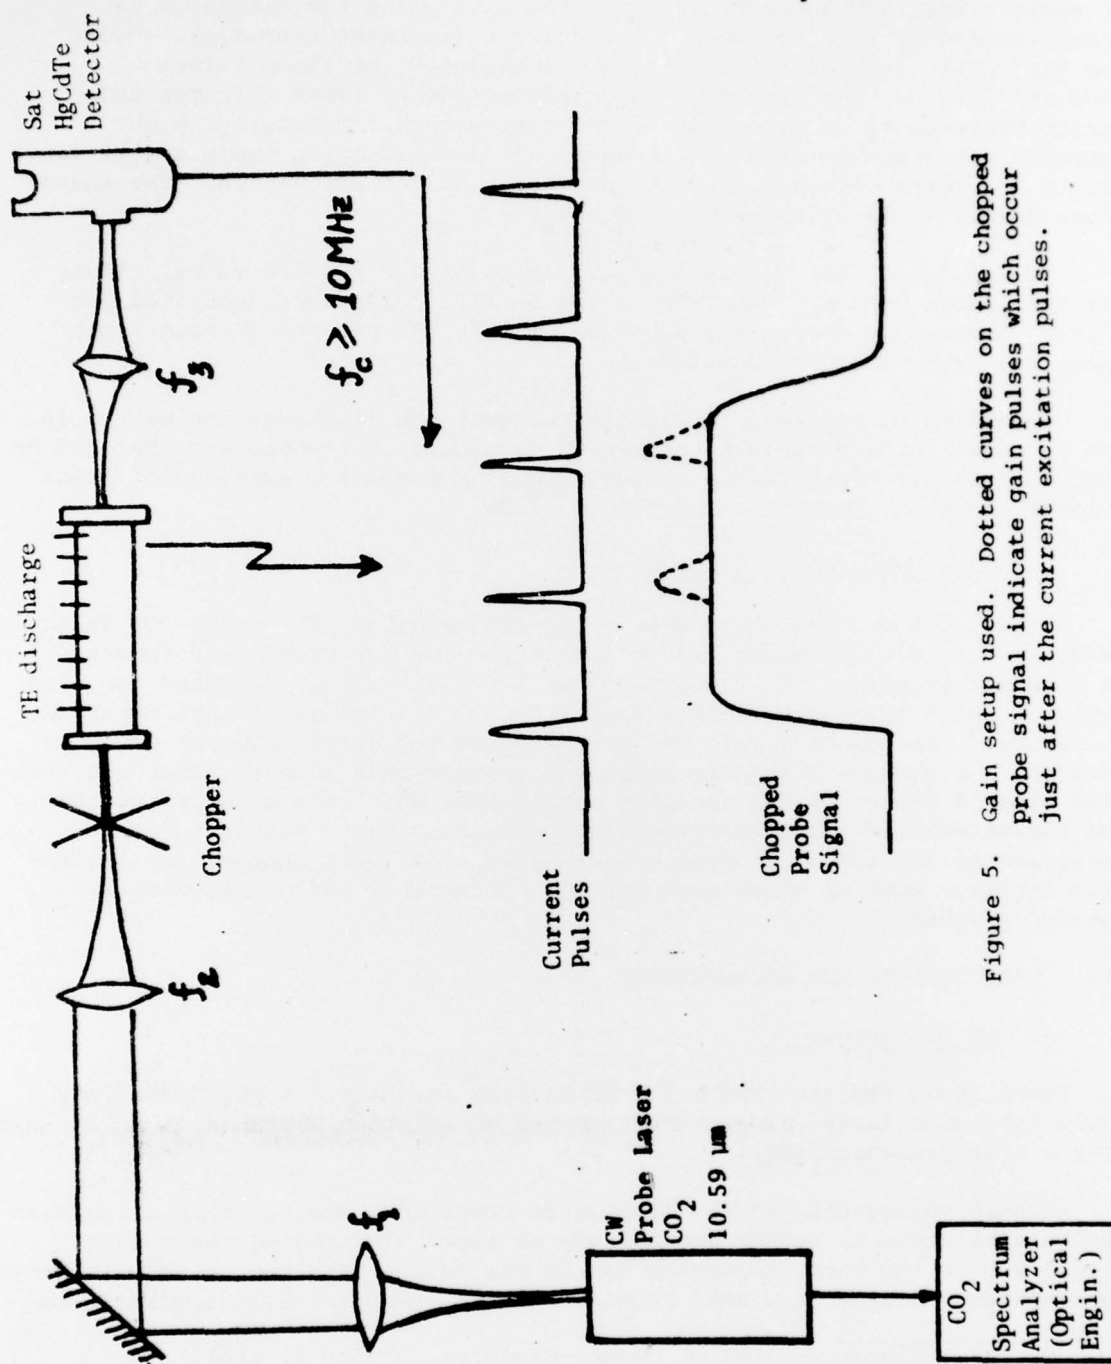 Sat
HgCdTe
Detector
f3
fc ≥ 10MHz
TE discharge
Chopper
f2
Current
Pulses
Chopped
Probe
Signal
f1
CW
Probe Laser
CO2
10.59 µm
CO2
Spectrum
Analyzer
(Optical
Engin.)
Figure 5. Gain setup used. Dotted curves on the chopped
probe signal indicate gain pulses which occur
just after the current excitation pulses.